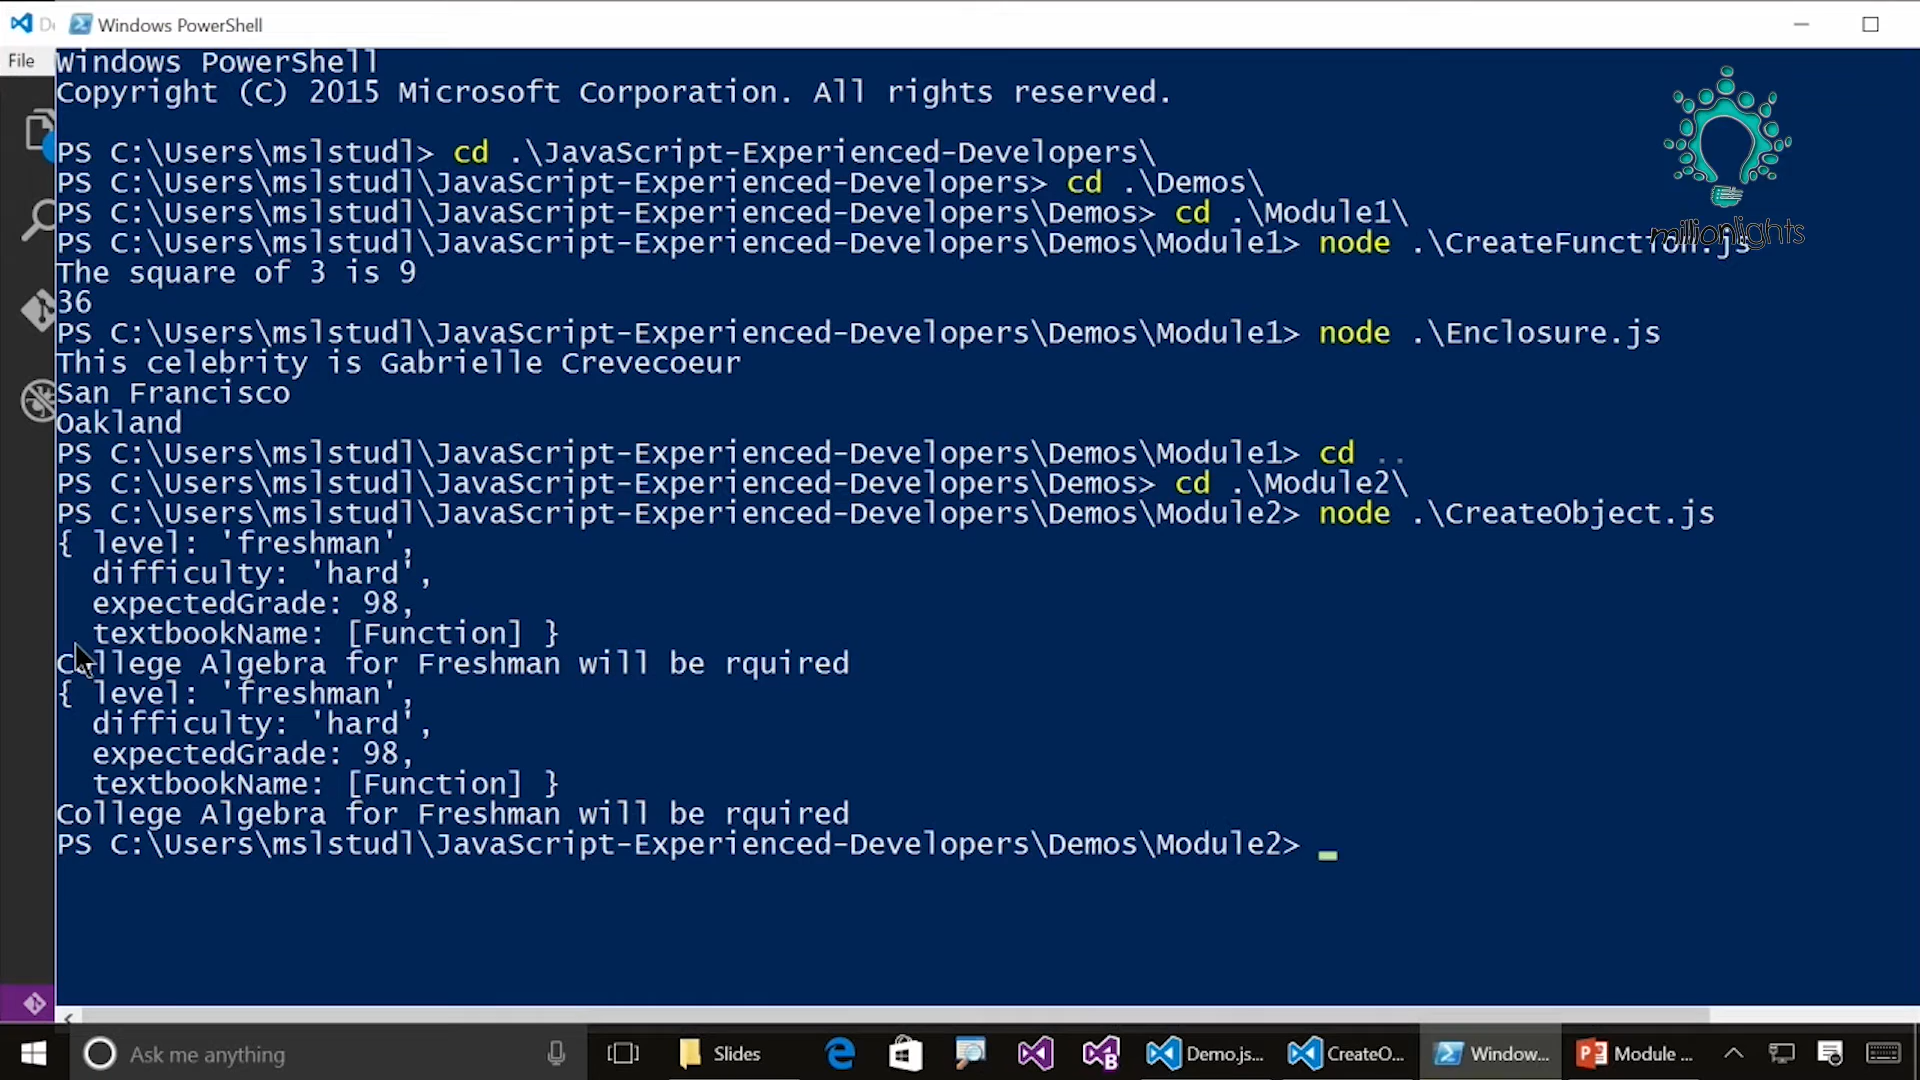 De
Windows PowerShell
File
Windows PowerShell
Copyright (C) 2015 Microsoft Corporation. All rights reserved.
PS C:\Users\mslstudl> cd .\JavaScript-Experienced-Developers\
PS C:\Users\mslstudl\JavaScript-Experienced-Developers> cd .\Demos\
PS C:\Users\mslstudl\JavaScript-Experienced-Developers\Demos> cd .\Module1\
PS C:\Users\mslstudl\JavaScript-Experienced-Developers\Demos\Module1> node .\CreateFunction.js
millionlights
The square of 3 is 9
36
PS C:\Users\mslstudl\JavaScript-Experienced-Developers\Demos\Module1> node .\Enclosure.js
This celebrity is Gabrielle Crevecoeur
San Francisco
Oakland
PS C:\Users\mslstudl\JavaScript-Experienced-Developers\Demos\Module1> cd ..
PS C:\Users\mslstudl\JavaScript-Experienced-Developers\Demos> cd .\Module2\
PS C:\Users\mslstudl\JavaScript-Experienced-Developers\Demos\Module2> node .\CreateObject.js
{ level: 'freshman',
difficulty: 'hard',
expectedGrade: 98,
textbookName: [Function] }
College Algebra for Freshman will be rquired
{ level: 'freshman',
difficulty: 'hard',
expectedGrade: 98,
textbookName: [Function] }
College Algebra for Freshman will be rquired
PS C:\Users\mslstudl\JavaScript-Experienced-Developers\Demos\Module2>
Ask me anything
Slides
Demo.js...
CreateO...
Window...
Module ...